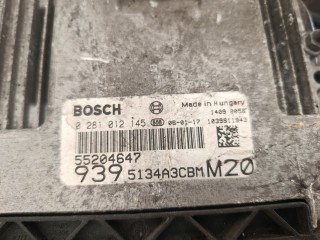 BOSCH Made in Hungary
0 281 012 145 06-01-17
55204647
939 5134A3CBM M20